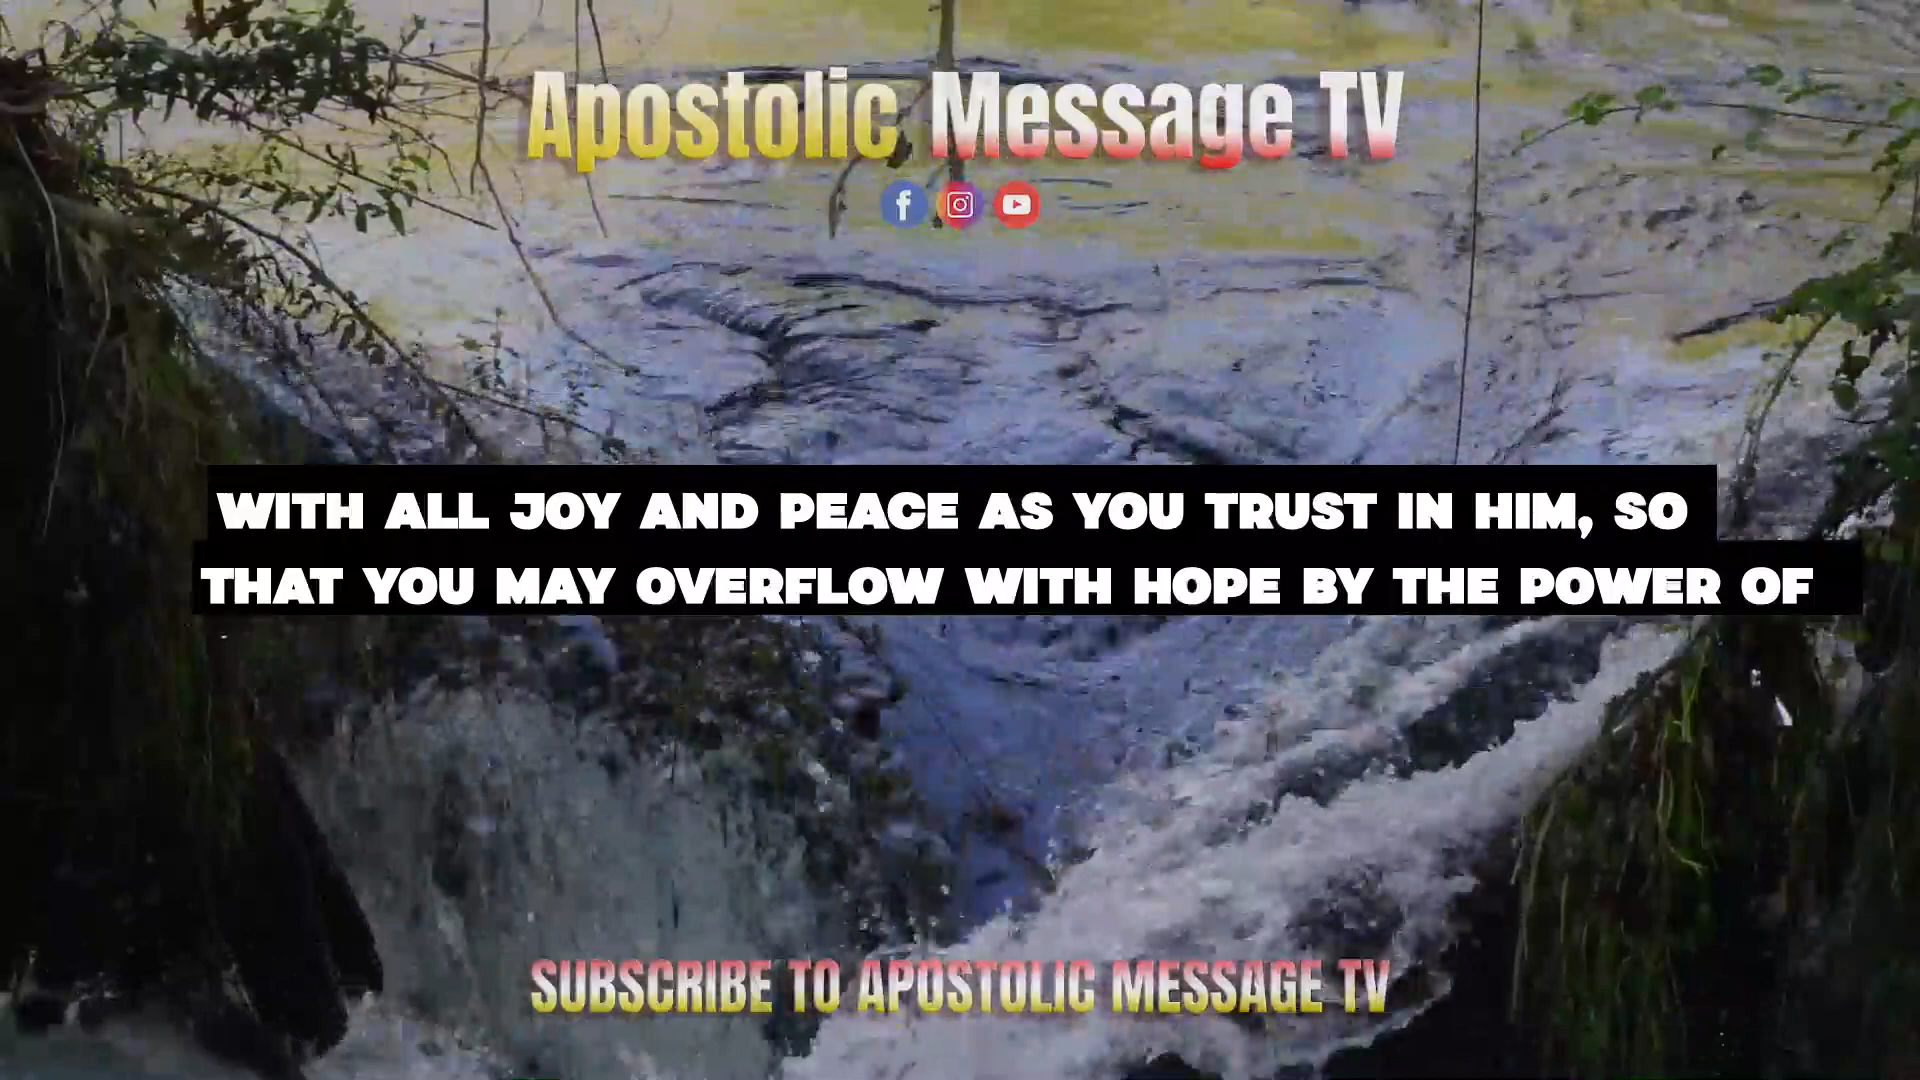 Apostolic Message TV
WITH ALL JOY AND PEACE AS YOU TRUST IN HIM, SO
THAT YOU MAY OVERFLOW WITH HOPE BY THE POWER OF
SUBSCRIBE TO APOSTOLIC MESSAGE TV